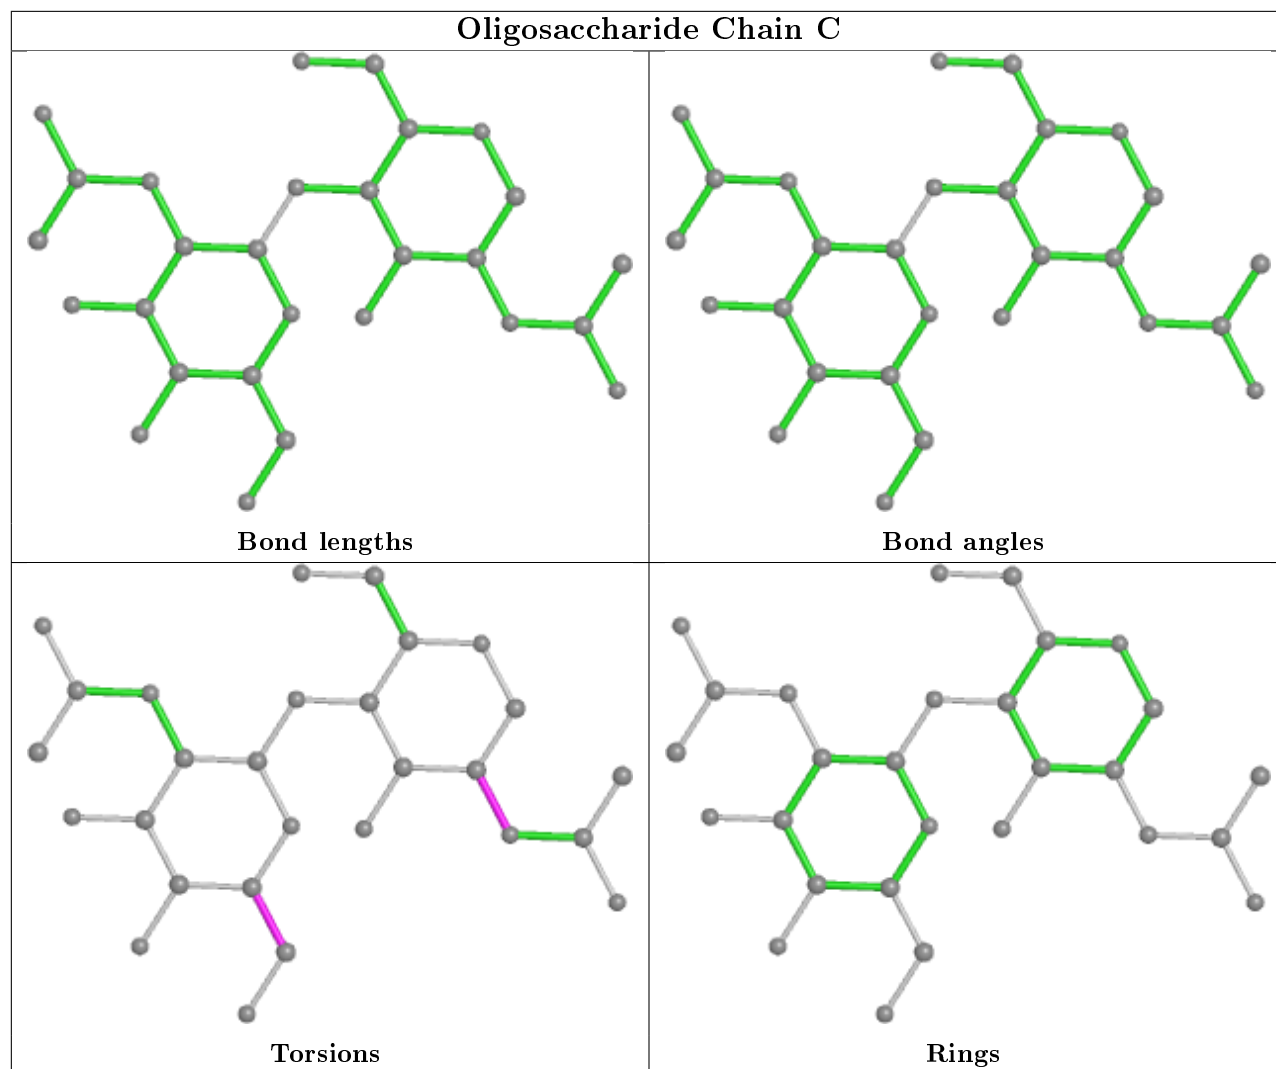 Oligosaccharide Chain C
Bond lengths
Bond angles
Torsions
Rings